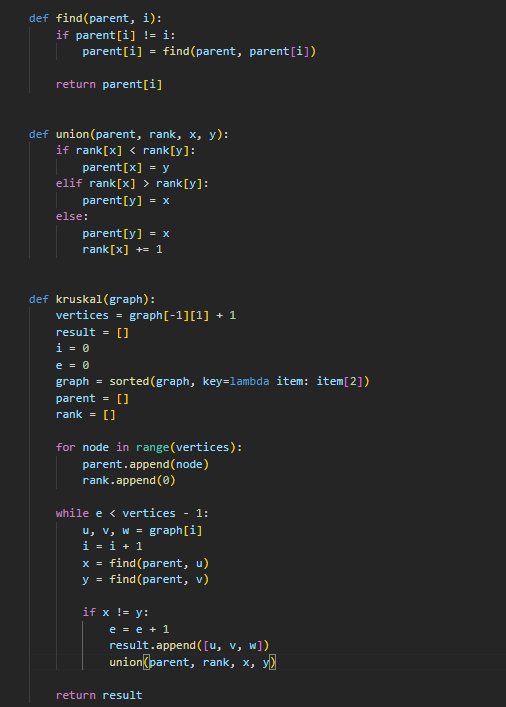 def find(parent, i):
    if parent[i] != i:
        parent[i] = find(parent, parent[i])

    return parent[i]


def union(parent, rank, x, y):
    if rank[x] < rank[y]:
        parent[x] = y
    elif rank[x] > rank[y]:
        parent[y] = x
    else:
        parent[y] = x
        rank[x] += 1


def kruskal(graph):
    vertices = graph[-1][1] + 1
    result = []
    i = 0
    e = 0
    graph = sorted(graph, key=lambda item: item[2])
    parent = []
    rank = []

    for node in range(vertices):
        parent.append(node)
        rank.append(0)

    while e < vertices - 1:
        u, v, w = graph[i]
        i = i + 1
        x = find(parent, u)
        y = find(parent, v)

        if x != y:
            e = e + 1
            result.append([u, v, w])
            union(parent, rank, x, y)

    return result